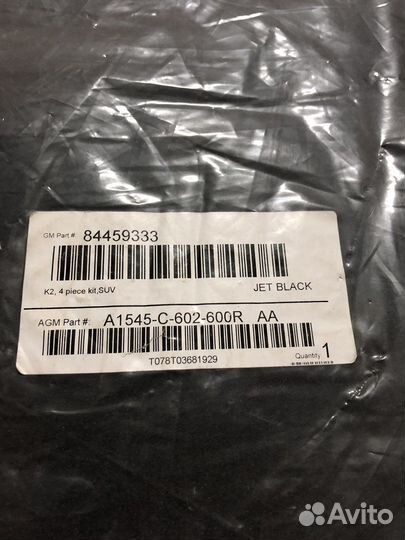 GM Part #: 84459333
K2, 4 piece kit,SUV JET BLACK
AGM Part #: A1545-C-602-600R AA
T078T03681929
Quantity 1
Avito